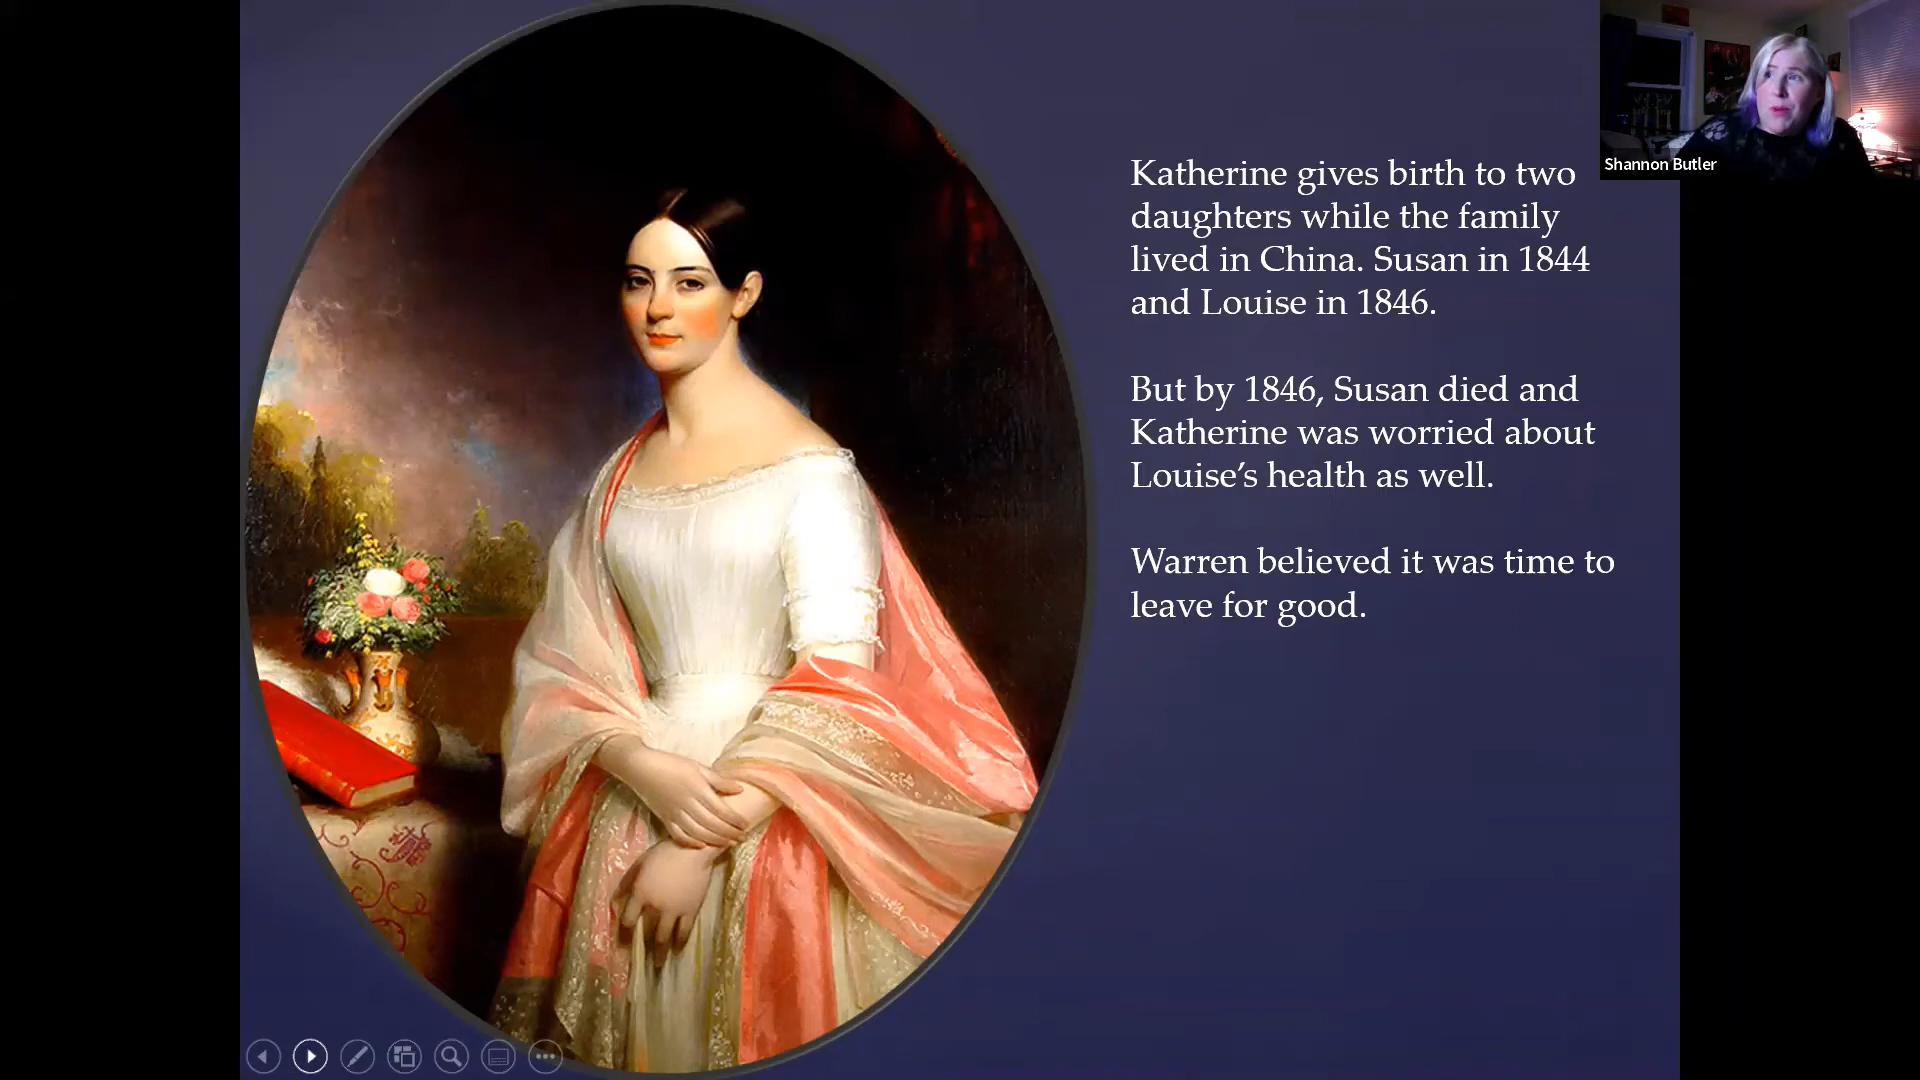 Katherine gives birth to two
daughters while the family
lived in China. Susan in 1844
and Louise in 1846.
But by 1846, Susan died and
Katherine was worried about
Louise’s health as well.
Warren believed it was time to
leave for good.
Shannon Butler